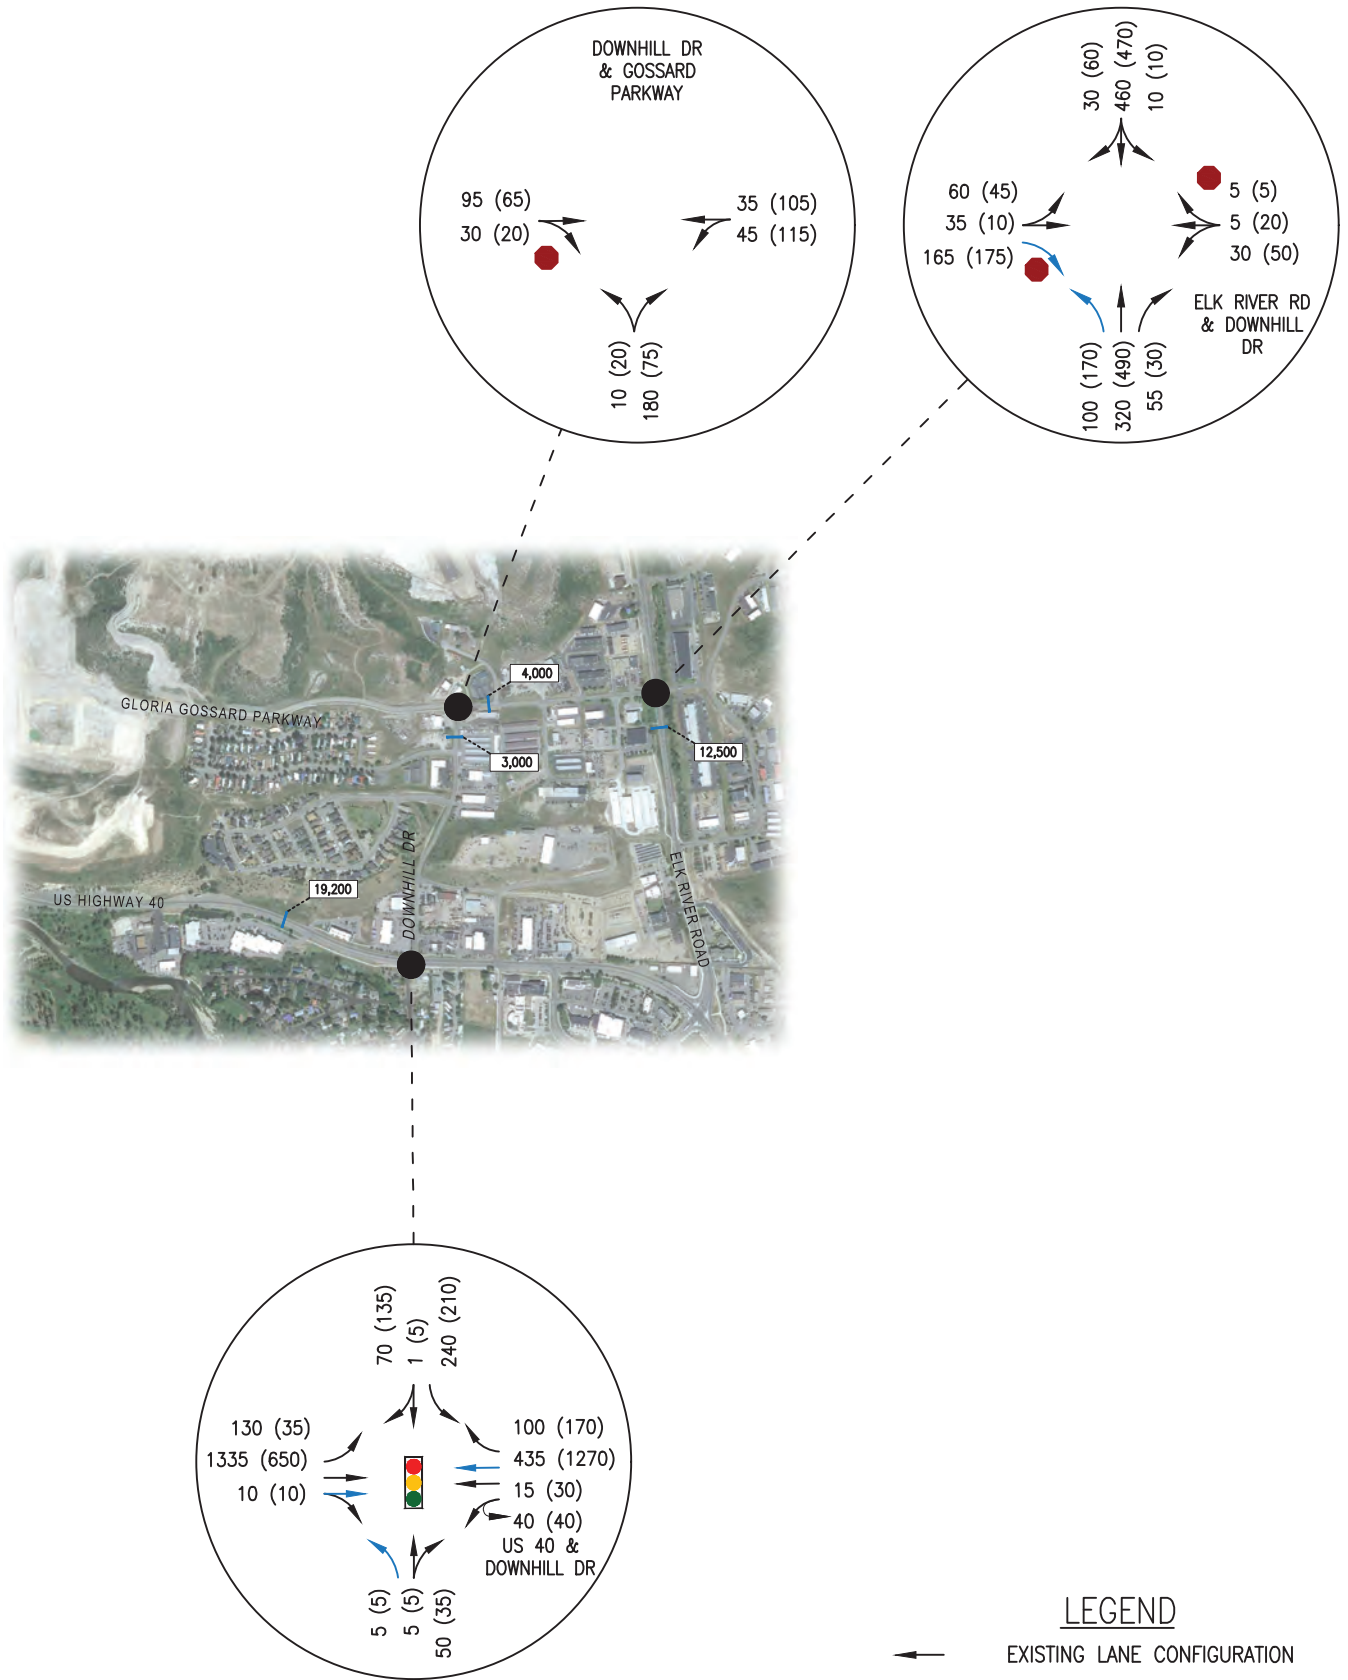 DOWNHILL DR
& GOSSARD
PARKWAY
95 (65)
30 (20)
35 (105)
45 (115)
10 (20)
180 (75)
30 (60)
460 (470)
10 (10)
60 (45)
35 (10)
165 (175)
5 (5)
5 (20)
30 (50)
ELK RIVER RD
& DOWNHILL
DR
100 (170)
320 (490)
55 (30)
4,000
GLORIA GOSSARD PARKWAY
3,000
12,500
19,200
US HIGHWAY 40
DOWNHILL DR
ELK RIVER ROAD
70 (135)
1 (5)
240 (210)
130 (35)
1335 (650)
10 (10)
100 (170)
435 (1270)
15 (30)
40 (40)
US 40 &
DOWNHILL DR
5 (5)
5 (5)
50 (35)
LEGEND
EXISTING LANE CONFIGURATION